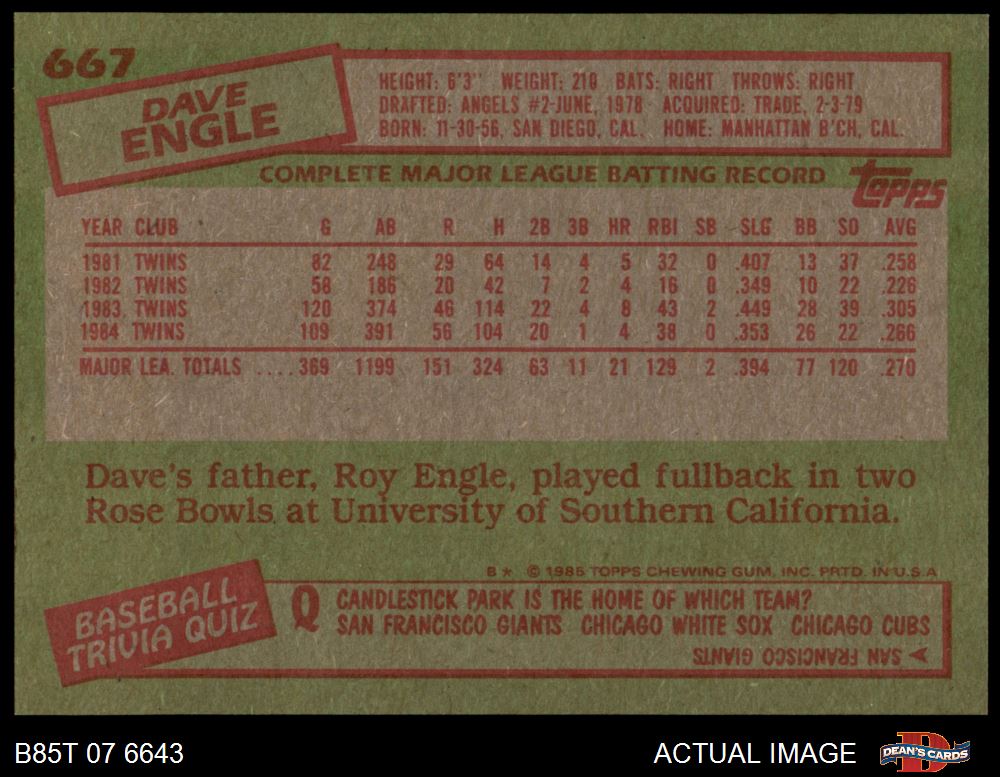 667
DAVE
ENGLE
HEIGHT: 6'3" WEIGHT: 210 BATS: RIGHT THROWS: RIGHT
DRAFTED: ANGELS #2-JUNE, 1978 ACQUIRED: TRADE, 2-3-79
BORN: 11-30-56, SAN DIEGO, CAL. HOME: MANHATTAN B'CH, CAL.
COMPLETE MAJOR LEAGUE BATTING RECORD
topps
YEAR CLUB G AB R H 2B 3B HR RBI SB SLG BB SO AVG
1981 TWINS 82 248 29 64 14 4 5 32 0 .407 13 37 .258
1982 TWINS 58 186 20 42 7 2 4 16 0 .349 10 22 .226
1983 TWINS 120 374 46 114 22 4 8 43 2 .449 28 39 .305
1984 TWINS 109 391 56 104 20 1 4 38 0 .353 26 22 .266
MAJOR LEA. TOTALS ....369 1199 151 324 63 11 21 129 2 .394 77 120 .270
Dave's father, Roy Engle, played fullback in two
Rose Bowls at University of Southern California.
B* © 1985 TOPPS CHEWING GUM, INC. PRTD. IN U.S.A
BASEBALL
TRIVIA QUIZ
Q CANDLESTICK PARK IS THE HOME OF WHICH TEAM?
SAN FRANCISCO GIANTS CHICAGO WHITE SOX CHICAGO CUBS
A SAN FRANCISCO GIANTS
B85T 07 6643
ACTUAL IMAGE
DEAN'S CARDS